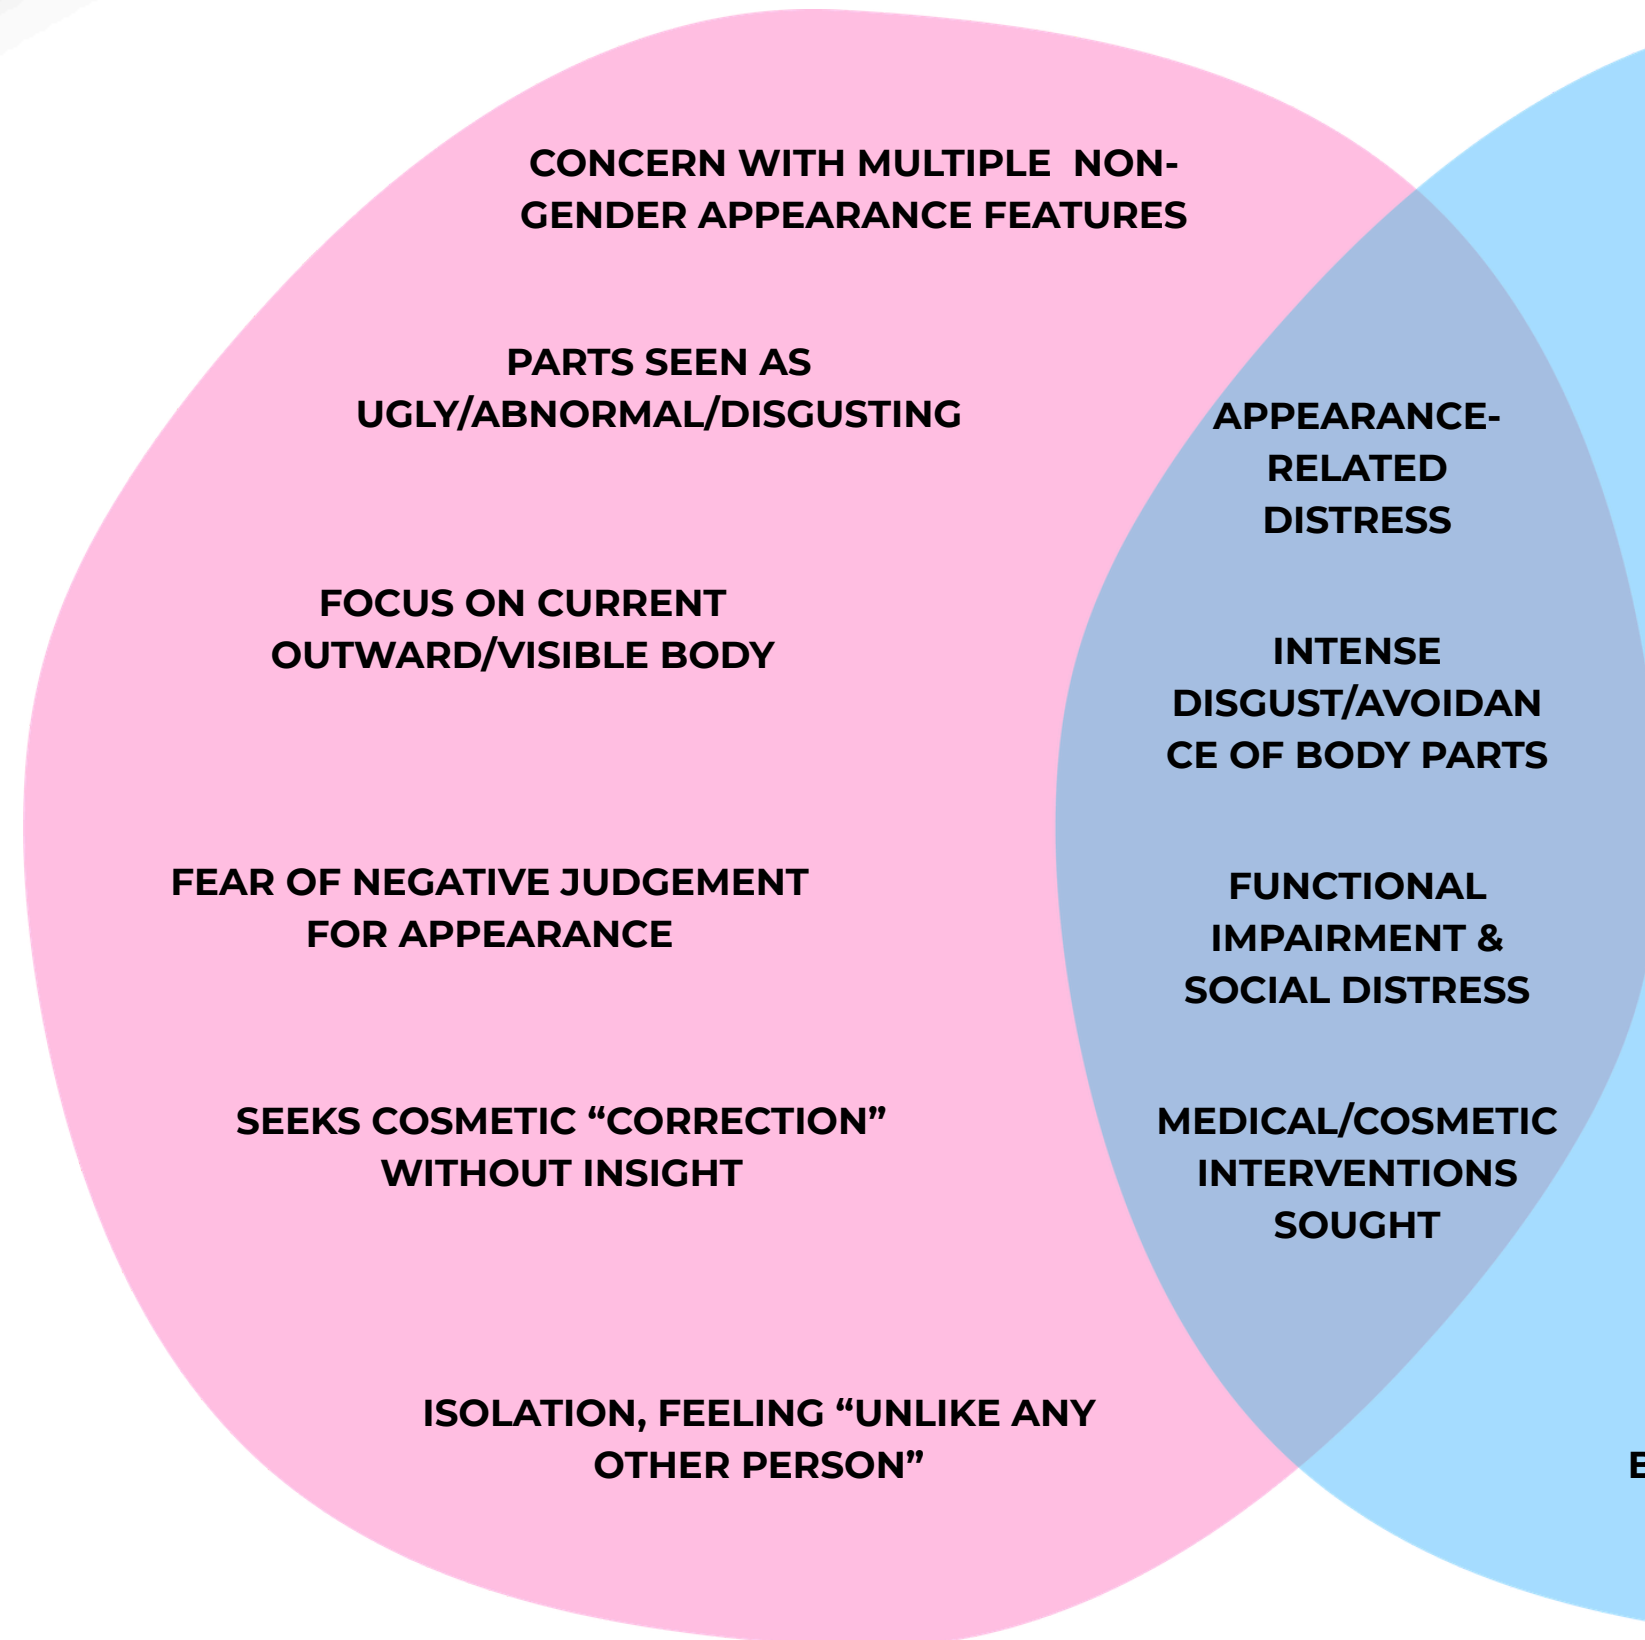 CONCERN WITH MULTIPLE NON-
GENDER APPEARANCE FEATURES
PARTS SEEN AS
UGLY/ABNORMAL/DISGUSTING
FOCUS ON CURRENT
OUTWARD/VISIBLE BODY
FEAR OF NEGATIVE JUDGEMENT
FOR APPEARANCE
SEEKS COSMETIC “CORRECTION”
WITHOUT INSIGHT
ISOLATION, FEELING “UNLIKE ANY
OTHER PERSON”
APPEARANCE-
RELATED
DISTRESS
INTENSE
DISGUST/AVOIDAN
CE OF BODY PARTS
FUNCTIONAL
IMPAIRMENT &
SOCIAL DISTRESS
MEDICAL/COSMETIC
INTERVENTIONS
SOUGHT